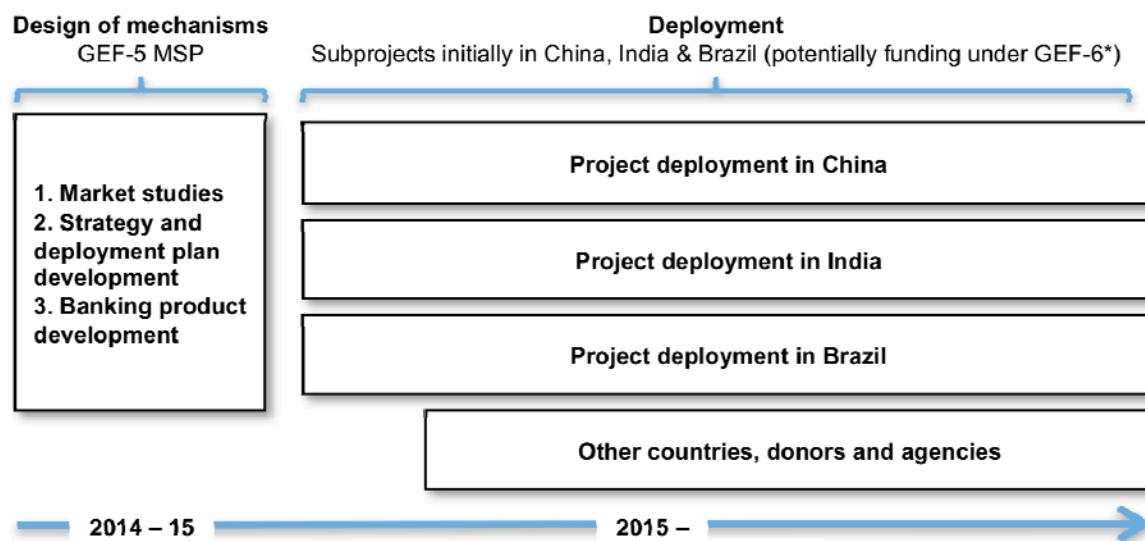 Design of mechanisms
GEF-5 MSP
Deployment
Subprojects initially in China, India & Brazil (potentially funding under GEF-6*)
1. Market studies
2. Strategy and
deployment plan
development
3. Banking product
development
Project deployment in China
Project deployment in India
Project deployment in Brazil
Other countries, donors and agencies
2014 – 15
2015 –